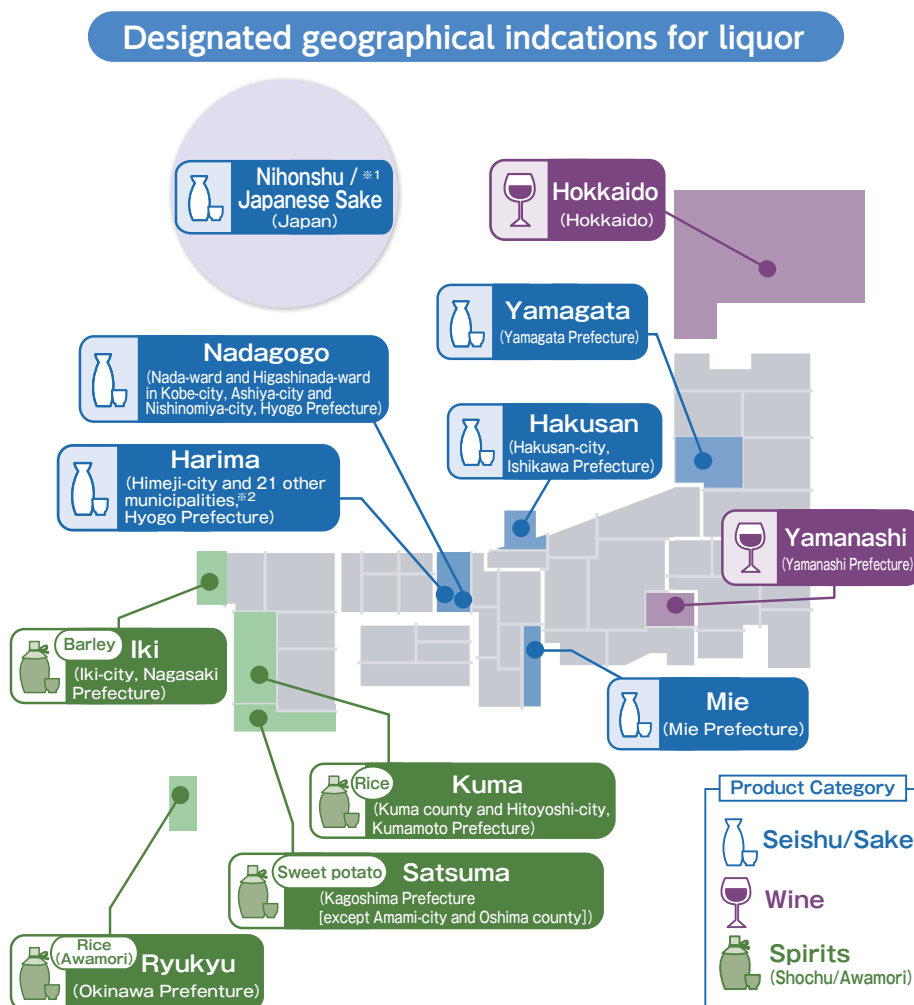 Designated geographical indcations for liquor
Nihonshu / ※1
Japanese Sake
(Japan)
Hokkaido
(Hokkaido)
Yamagata
(Yamagata Prefecture)
Nadagogo
(Nada-ward and Higashinada-ward
in Kobe-city, Ashiya-city and
Nishinomiya-city, Hyogo Prefecture)
Hakusan
(Hakusan-city,
Ishikawa Prefecture)
Harima
(Himeji-city and 21 other
municipalities,※2
Hyogo Prefecture)
Yamanashi
(Yamanashi Prefecture)
Barley
Iki
(Iki-city, Nagasaki
Prefecture)
Mie
(Mie Prefecture)
Rice
Kuma
(Kuma county and Hitoyoshi-city,
Kumamoto Prefecture)
Sweet potato
Satsuma
(Kagoshima Prefecture
[except Amami-city and Oshima county])
Rice
(Awamori)
Ryukyu
(Okinawa Prefenture)
Product Category
Seishu/Sake
Wine
Spirits
(Shochu/Awamori)